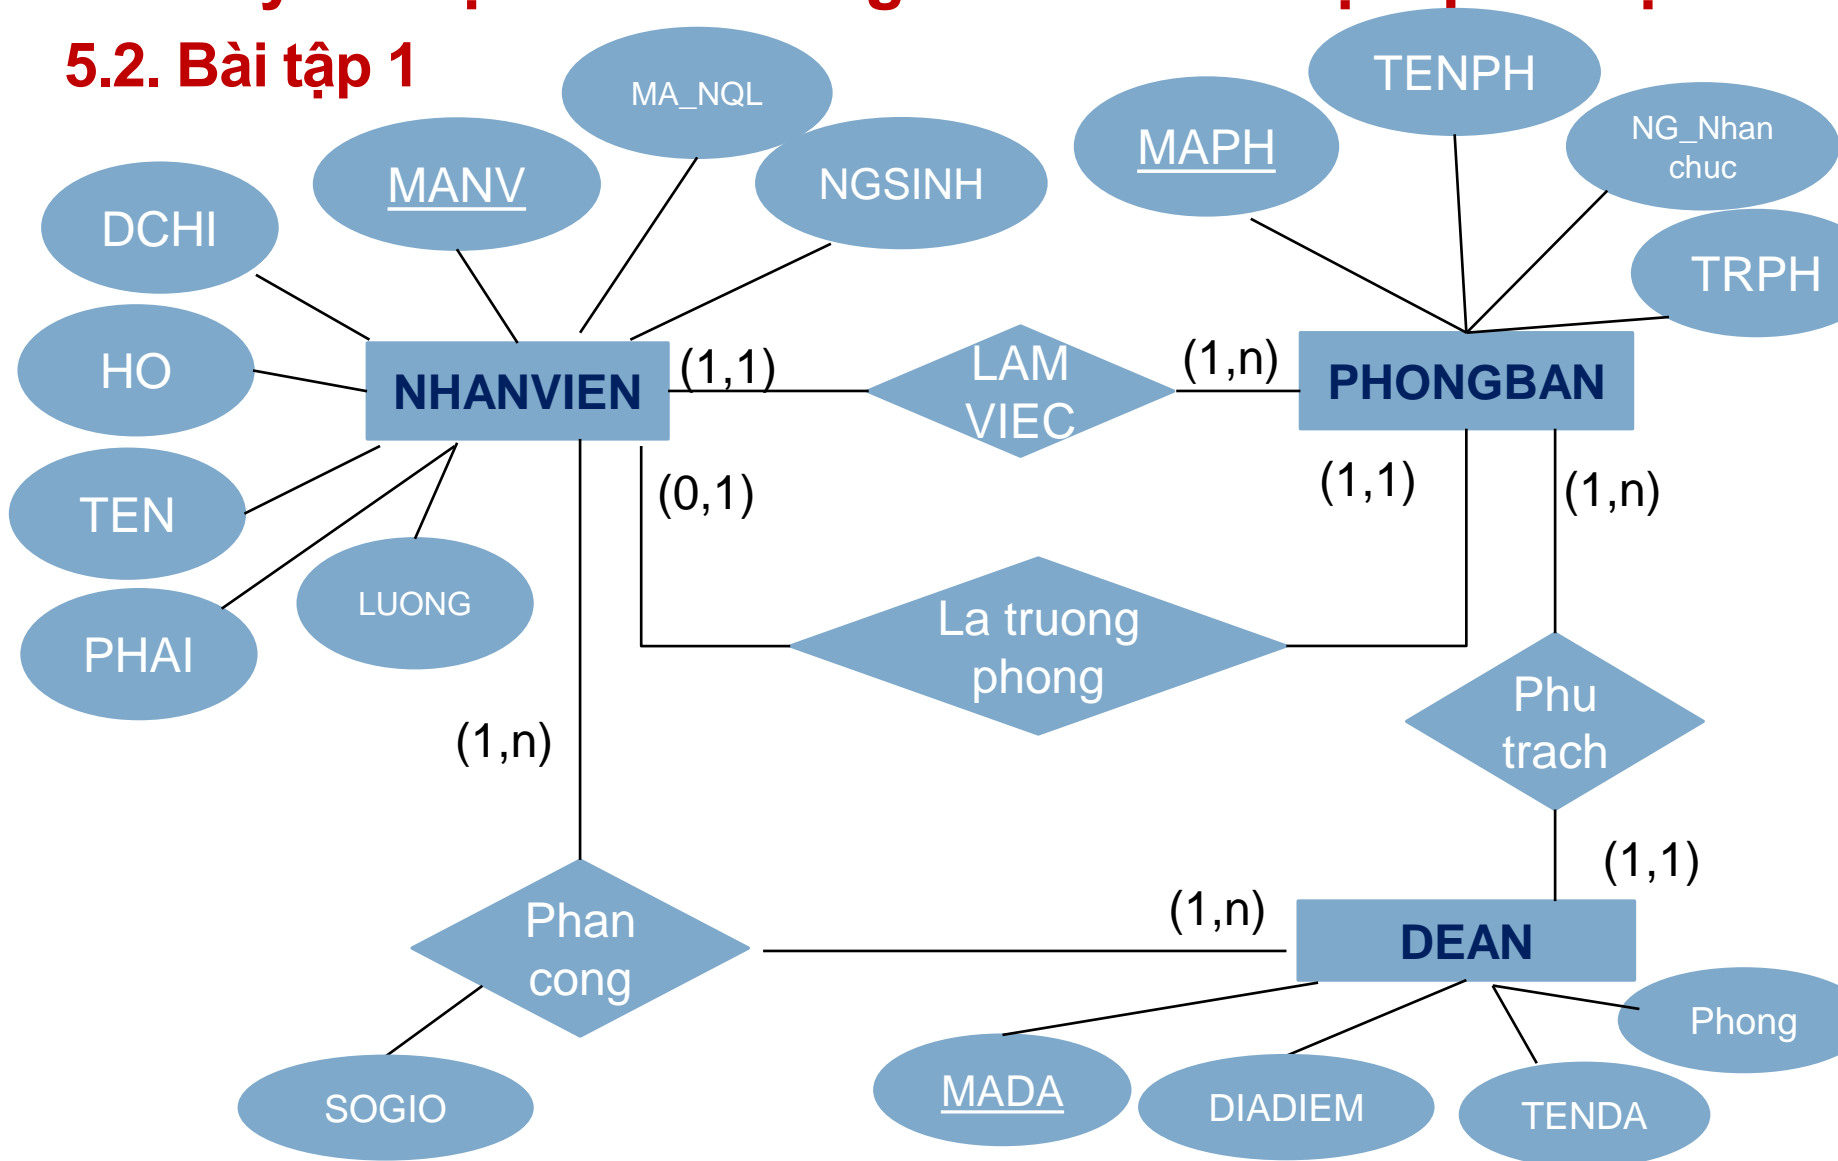 5.2. Bài tập 1
MA_NQL
TENPH
MAPH
NG_Nhan
chuc
MANV
NGSINH
DCHI
TRPH
HO
NHANVIEN
(1,1)
LAM
VIEC
(1,n)
PHONGBAN
TEN
(0,1)
(1,1)
(1,n)
LUONG
PHAI
La truong
phong
Phu
trach
(1,n)
(1,1)
Phan
cong
(1,n)
DEAN
Phong
MADA
DIADIEM
TENDA
SOGIO